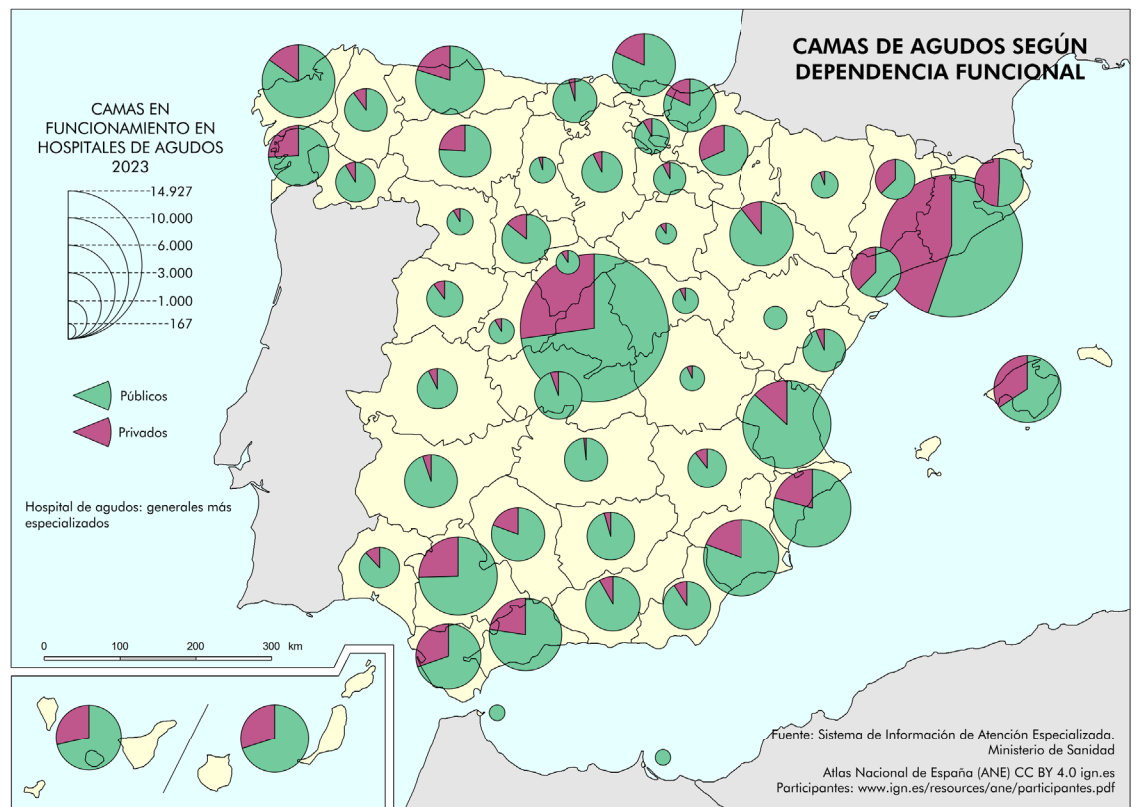 CAMAS DE AGUDOS SEGÚN
DEPENDENCIA FUNCIONAL
CAMAS EN
FUNCIONAMIENTO EN
HOSPITALES DE AGUDOS
2023
14.927
10.000
6.000
3.000
1.000
167
Públicos
Privados
Hospital de agudos: generales más
especializados
0 100 200 300 km
Fuente: Sistema de Información de Atención Especializada.
Ministerio de Sanidad
Atlas Nacional de España (ANE) CC BY 4.0 ign.es
Participantes: www.ign.es/resources/ane/participantes.pdf